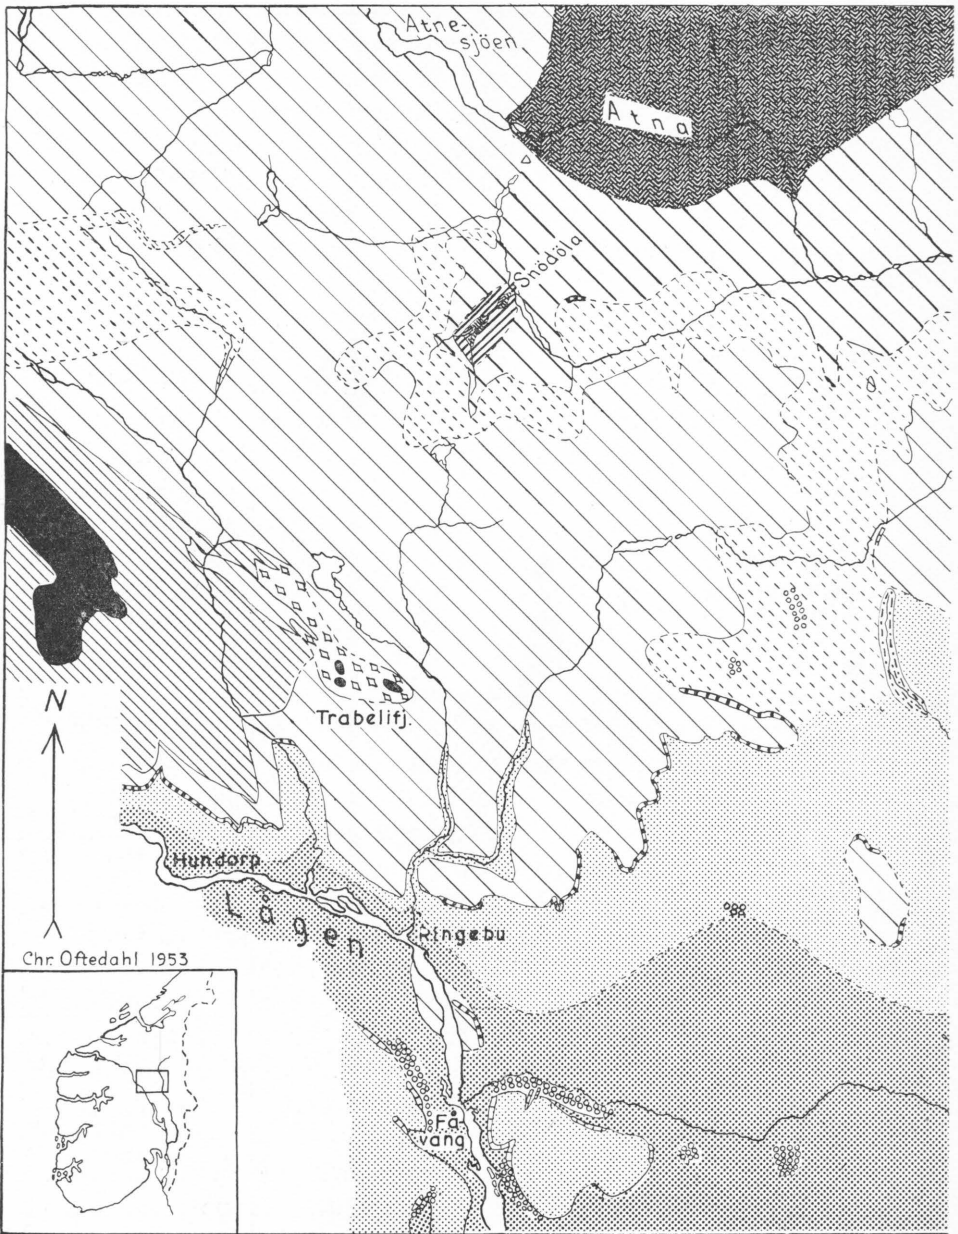 Atne-
sjöen
Atna
Snödöla
Trabelifj.
N
Hundorp
Lågen
Ringebu
Chr. Oftedahl 1953
Få
vang